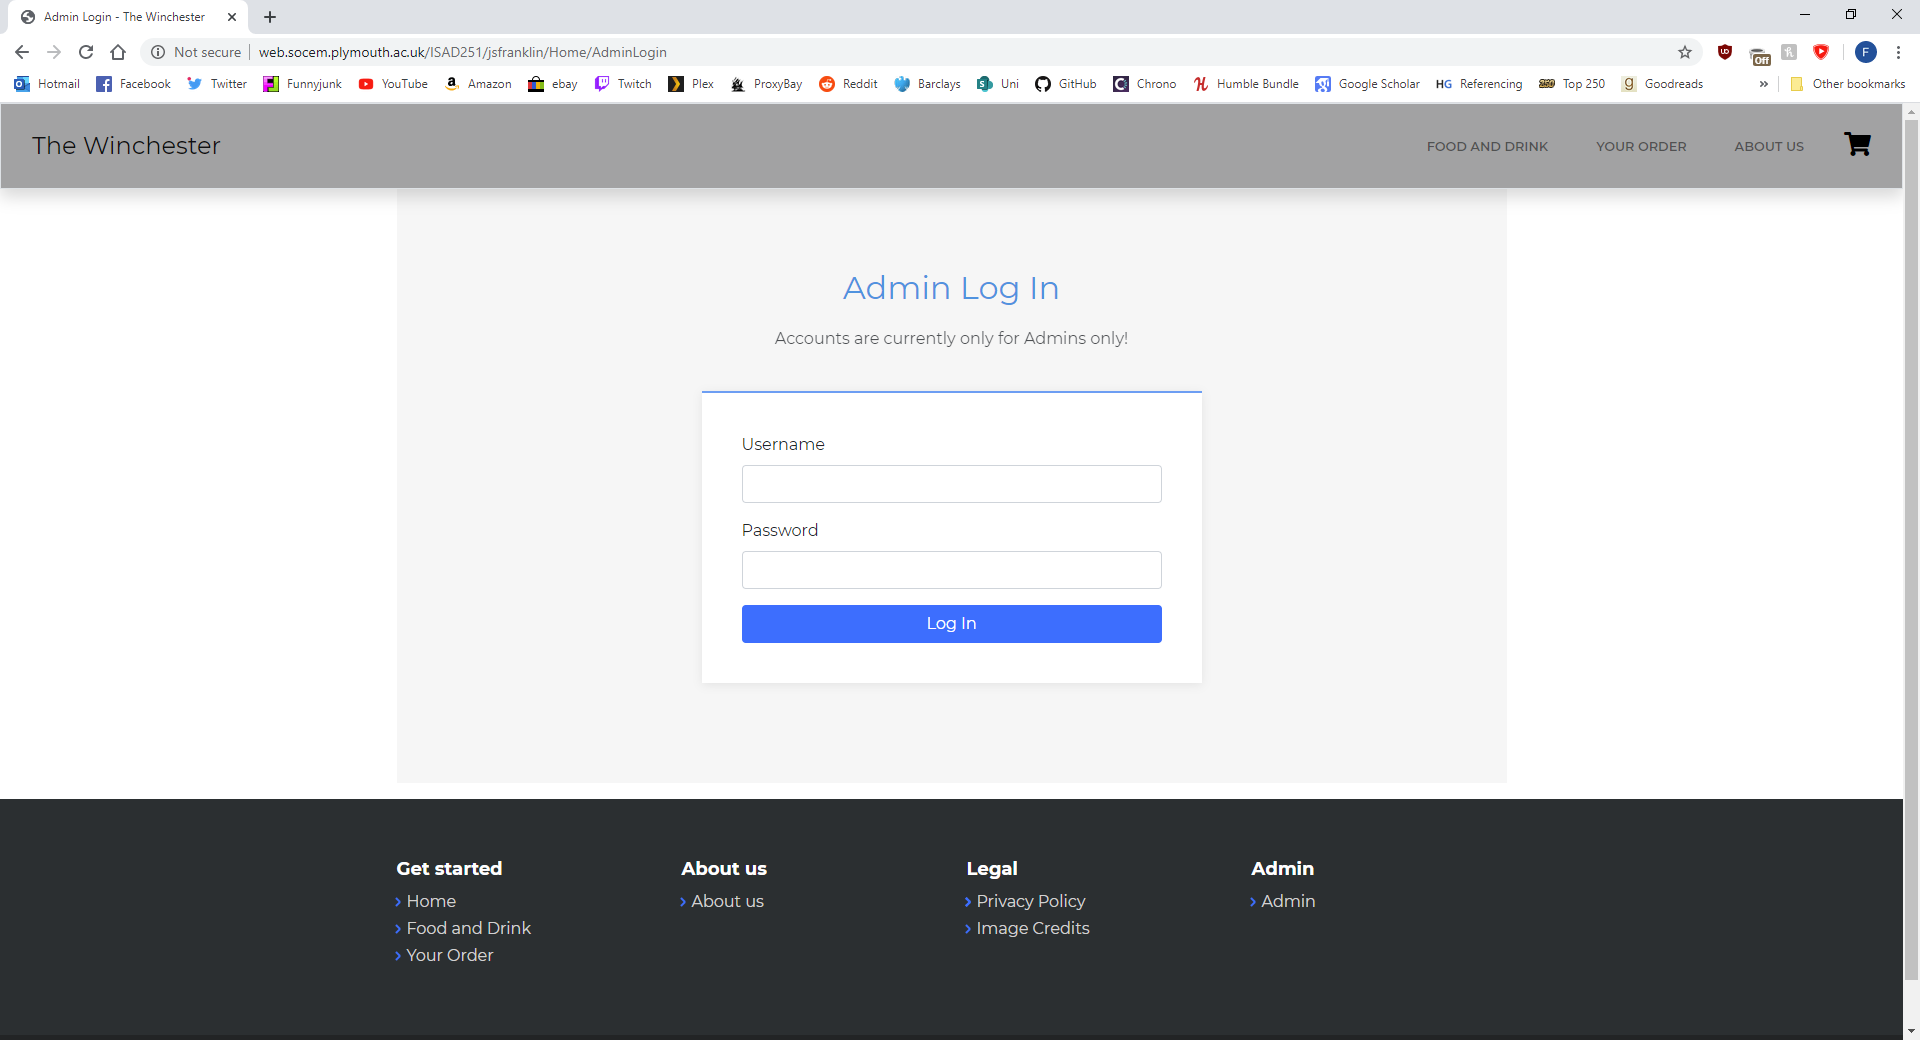 Admin Login - The Winchester
Not secure web.socem.plymouth.ac.uk/ISAD251/jsfranklin/Home/AdminLogin
Off
F
Hotmail Facebook Twitter Funnyjunk YouTube Amazon ebay Twitch Plex ProxyBay Reddit Barclays Uni GitHub Chrono Humble Bundle Google Scholar HG Referencing 250 Top 250 Goodreads » Other bookmarks
The Winchester FOOD AND DRINK YOUR ORDER ABOUT US
Admin Log In
Accounts are currently only for Admins only!
Username
Password
Log In
Get started About us Legal Admin
Home About us Privacy Policy Admin
Food and Drink Image Credits
Your Order